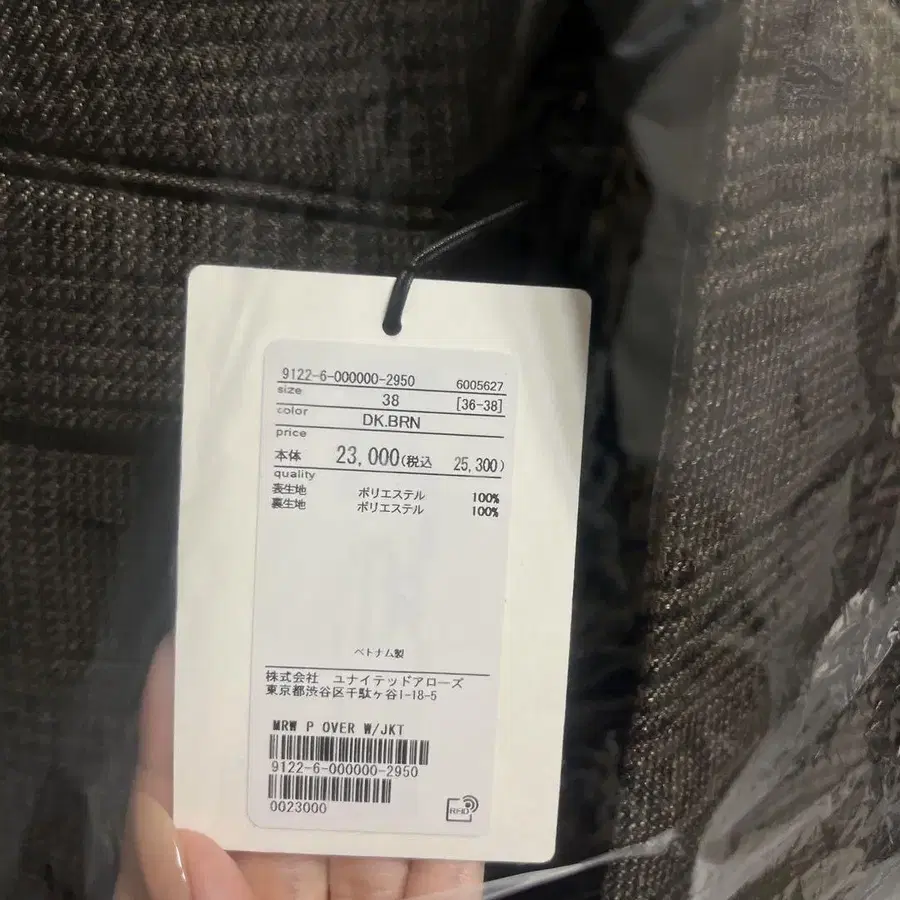 9122-6-000000-2950 6005627
size 38 [36-38]
color DK.BRN
price
本体 23,000(税込 25,300)
quality
表生地 ポリエステル 100%
裏生地 ポリエステル 100%
ベトナム製
株式会社 ユナイテッドアローズ
東京都渋谷区千駄ヶ谷1-18-5
MRW P OVER W/JKT
9122-6-000000-2950
0023000
RFID